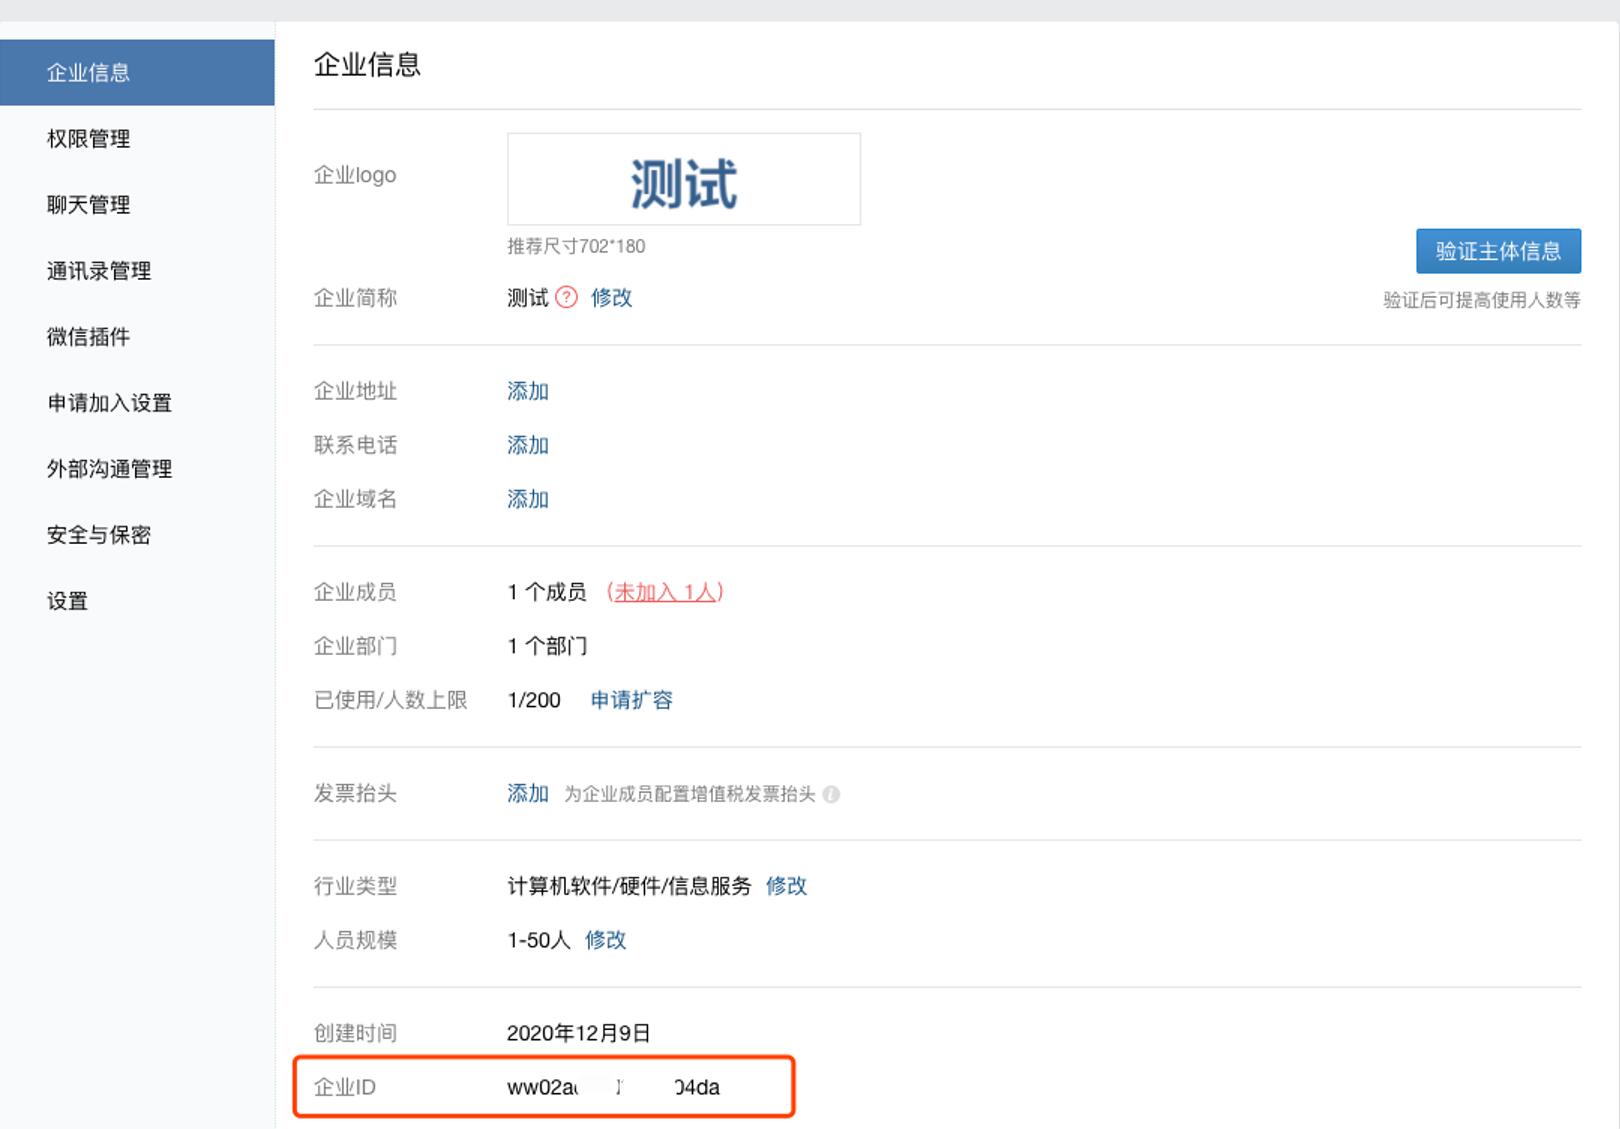 企业信息
权限管理
聊天管理
通讯录管理
微信插件
申请加入设置
外部沟通管理
安全与保密
设置
企业信息
企业logo
测试
推荐尺寸702*180
企业简称 测试 ? 修改
验证主体信息
验证后可提高使用人数等
企业地址 添加
联系电话 添加
企业域名 添加
企业成员 1 个成员 (未加入 1人)
企业部门 1 个部门
已使用/人数上限 1/200 申请扩容
发票抬头 添加 为企业成员配置增值税发票抬头 i
行业类型 计算机软件/硬件/信息服务 修改
人员规模 1-50人 修改
创建时间 2020年12月9日
企业ID